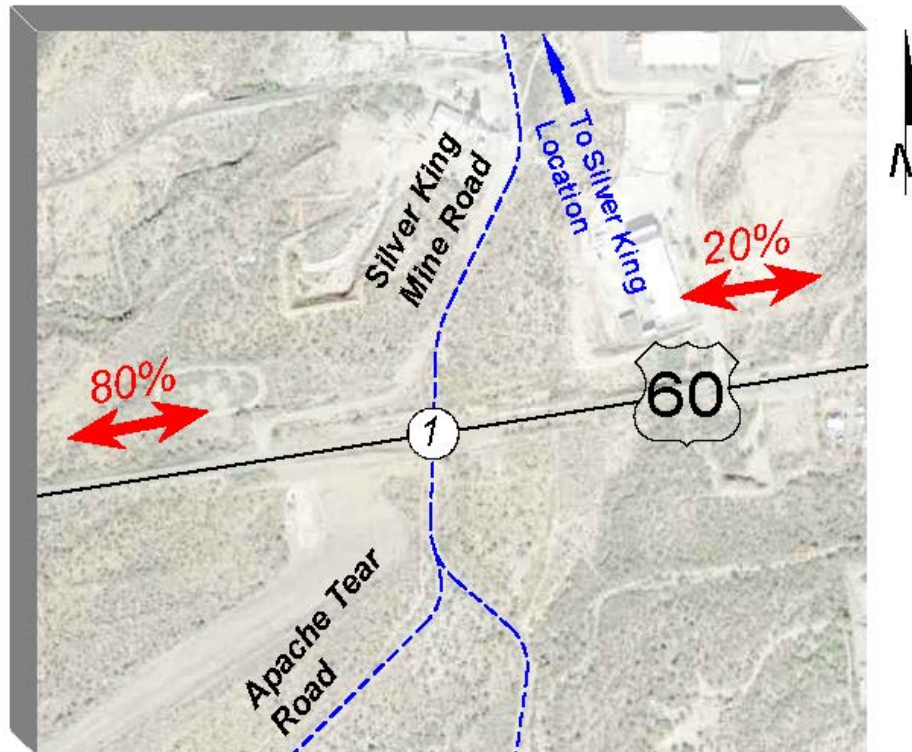 To Silver King
Location
Silver King
Mine Road
20%
80%
60
1
Apache Tear
Road
N